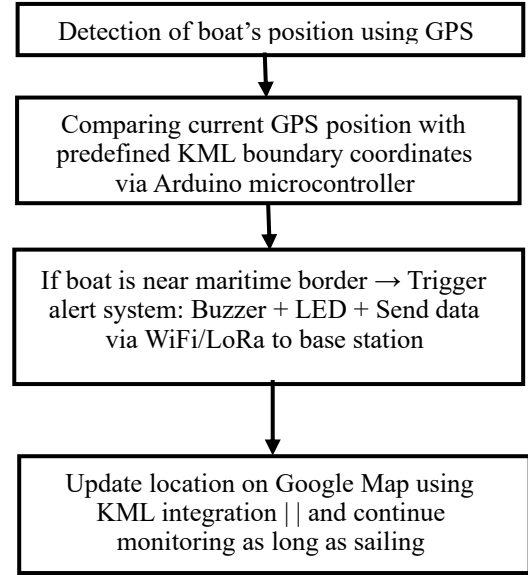 Detection of boat’s position using GPS
Comparing current GPS position with
predefined KML boundary coordinates
via Arduino microcontroller
If boat is near maritime border → Trigger
alert system: Buzzer + LED + Send data
via WiFi/LoRa to base station
Update location on Google Map using
KML integration || and continue
monitoring as long as sailing